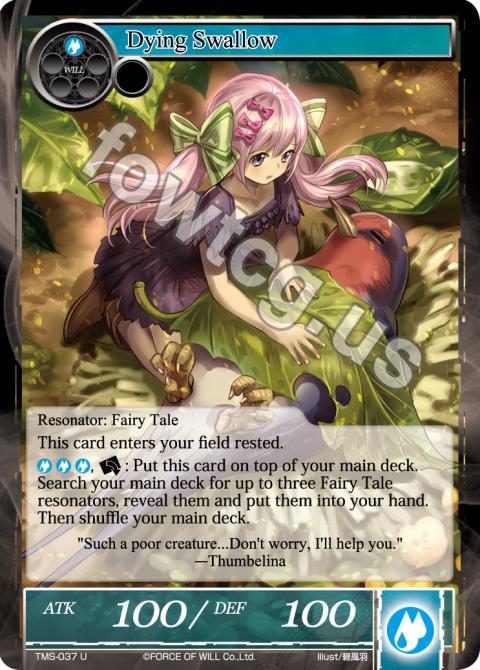 Dying Swallow
WILL
fowtcg.us
Resonator: Fairy Tale
This card enters your field rested.
, : Put this card on top of your main deck.
Search your main deck for up to three Fairy Tale
resonators, reveal them and put them into your hand.
Then shuffle your main deck.
"Such a poor creature...Don't worry, I'll help you."
—Thumbelina
ATK 100 / DEF 100
TMS-037 U ©FORCE OF WILL Co.,Ltd. Illust/碧風羽